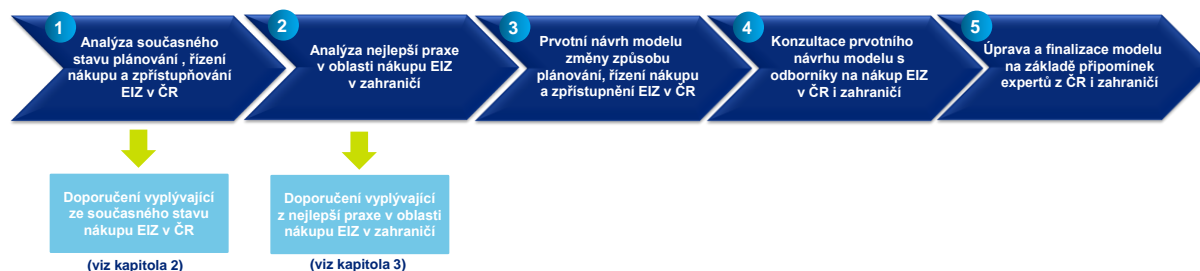 1
Analýza současného
stavu plánování , řízení
nákupu a zpřístupňování
EIZ v ČR
2
Analýza nejlepší praxe
v oblasti nákupu EIZ
v zahraničí
3
Prvotní návrh modelu
změny způsobu
plánování, řízení nákupu
a zpřístupnění EIZ v ČR
4
Konzultace prvotního
návrhu modelu s
odborníky na nákup EIZ
v ČR i zahraničí
5
Úprava a finalizace modelu
na základě připomínek
expertů z ČR i zahraničí
Doporučení vyplývající
ze současného stavu
nákupu EIZ v ČR
(viz kapitola 2)
Doporučení vyplývající
z nejlepší praxe v oblasti
nákupu EIZ v zahraničí
(viz kapitola 3)